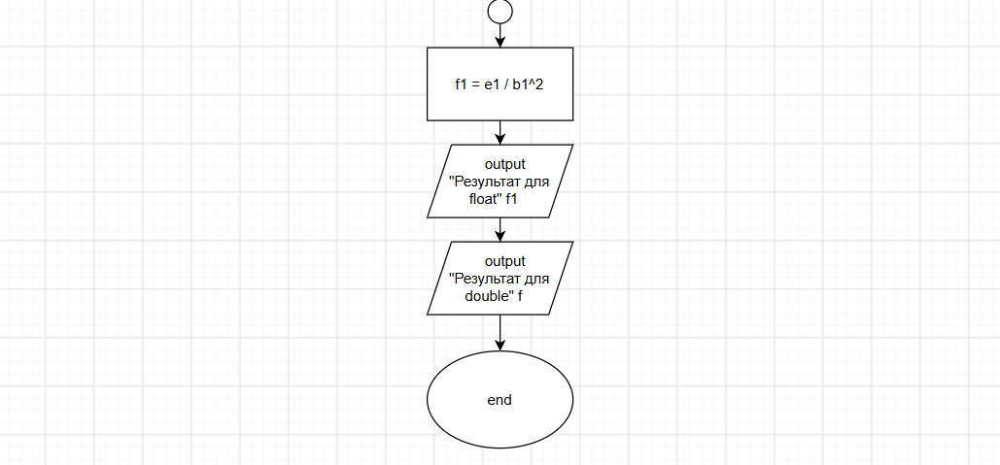 f1 = e1 / b1^2
output
"Результат для
float" f1
output
"Результат для
double" f
end